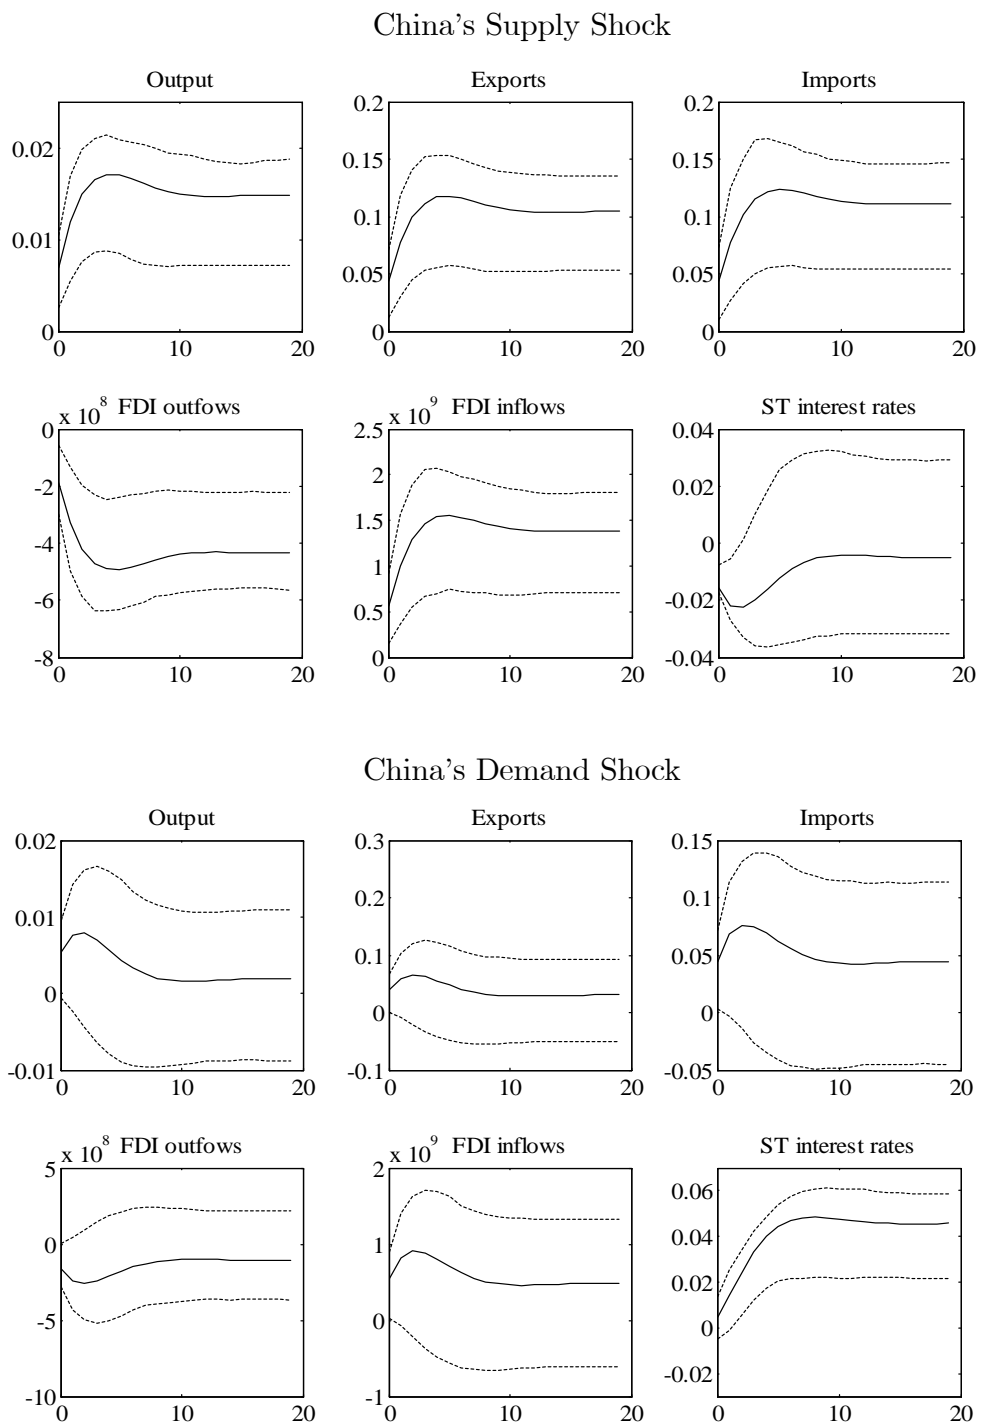 China's Supply Shock
Output Exports Imports
0.02
0.01
0
0 10 20
0.2
0.15
0.1
0.05
0
0 10 20
0.2
0.15
0.1
0.05
0
0 10 20
x 10^8 FDI outfows
0
-2
-4
-6
-8
0 10 20
x 10^9 FDI inflows
2.5
2
1.5
1
0.5
0
0 10 20
ST interest rates
0.04
0.02
0
-0.02
-0.04
0 10 20
China's Demand Shock
Output Exports Imports
0.02
0.01
0
-0.01
0 10 20
0.3
0.2
0.1
0
-0.1
0 10 20
0.15
0.1
0.05
0
-0.05
0 10 20
x 10^8 FDI outfows
5
0
-5
-10
0 10 20
x 10^9 FDI inflows
2
1
0
-1
0 10 20
ST interest rates
0.06
0.04
0.02
0
-0.02
0 10 20